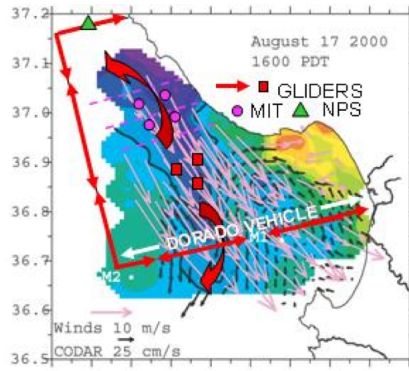 37.2
37.1
37.0
36.9
36.8
36.7
36.6
36.5
August 17 2000
1600 PDT
GLIDERS
MIT NPS
DORADO VEHICLE
M1
M2
Winds 10 m/s
CODAR 25 cm/s